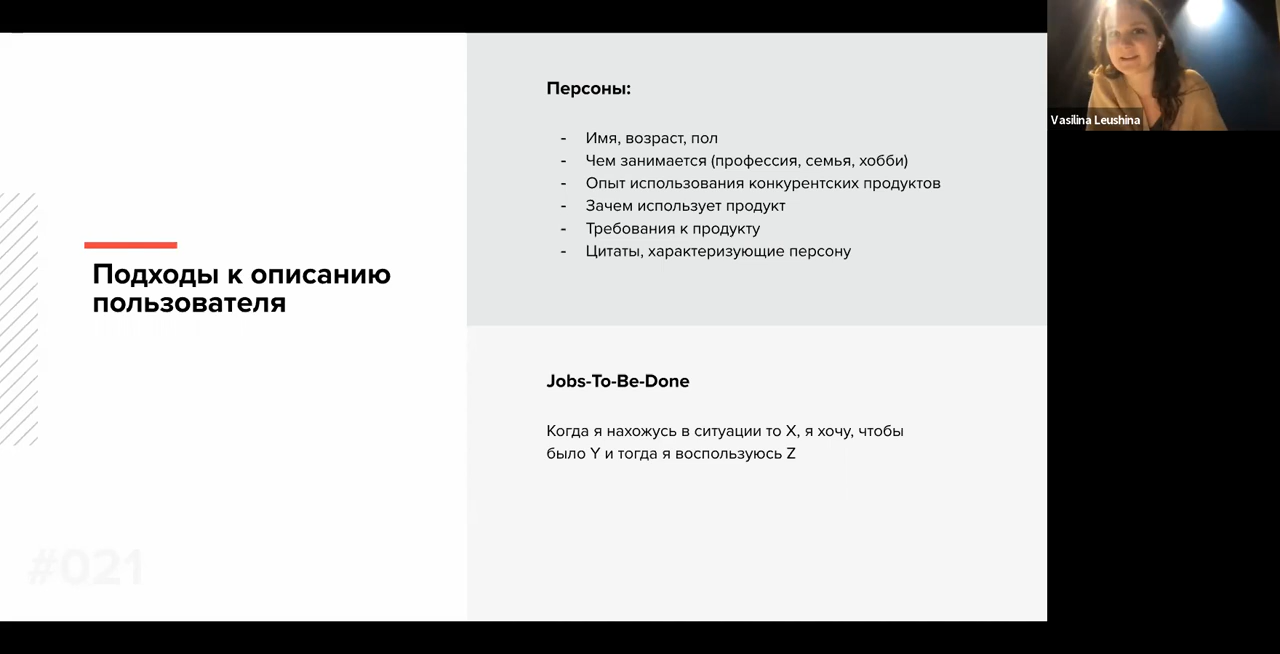 Подходы к описанию
пользователя
#021
Персоны:
- Имя, возраст, пол
- Чем занимается (профессия, семья, хобби)
- Опыт использования конкурентских продуктов
- Зачем использует продукт
- Требования к продукту
- Цитаты, характеризующие персону
Jobs-To-Be-Done
Когда я нахожусь в ситуации то X, я хочу, чтобы
было Y и тогда я воспользуюсь Z
Vasilina Leushina